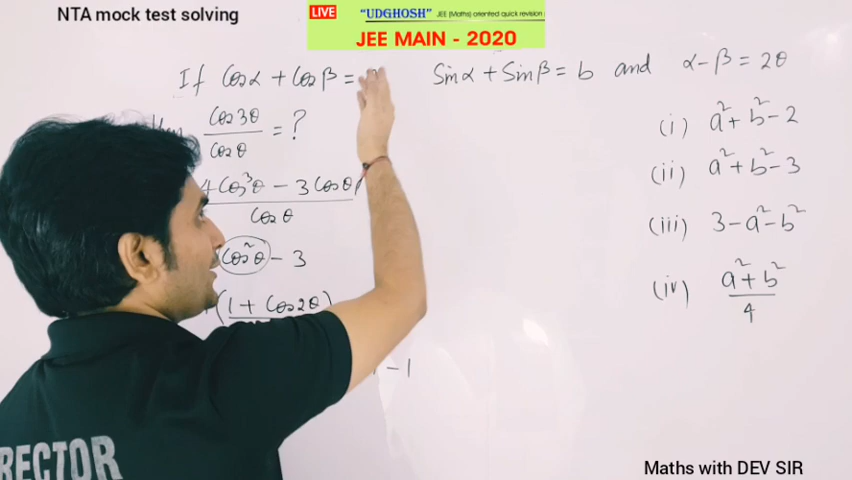 NTA mock test solving
LIVE "UDGHOSH" JEE (Maths) oriented quick revision
JEE MAIN - 2020
If Cosα + Cosβ = Sinα + Sinβ = b and α - β = 2θ
Cos3θ / Cosθ = ?
4Cos³θ - 3Cosθ / Cosθ
Cos²θ - 3
(1 + Cos2θ)
- 1
(i) a² + b² - 2
(ii) a² + b² - 3
(iii) 3 - a² - b²
(iv) a² + b² / 4
RECTOR
Maths with DEV SIR